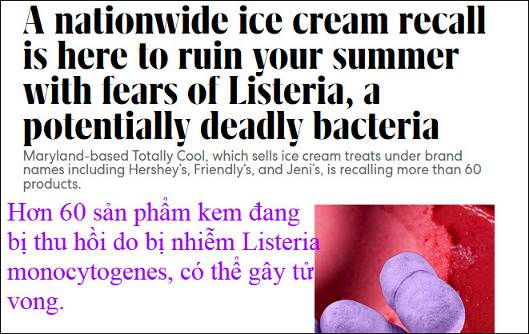 A nationwide ice cream recall
is here to ruin your summer
with fears of Listeria, a
potentially deadly bacteria
Maryland-based Totally Cool, which sells ice cream treats under brand
names including Hershey's, Friendly's, and Jeni's, is recalling more than 60
products.
Hơn 60 sản phẩm kem đang
bị thu hồi do bị nhiễm Listeria
monocytogenes, có thể gây tử
vong.